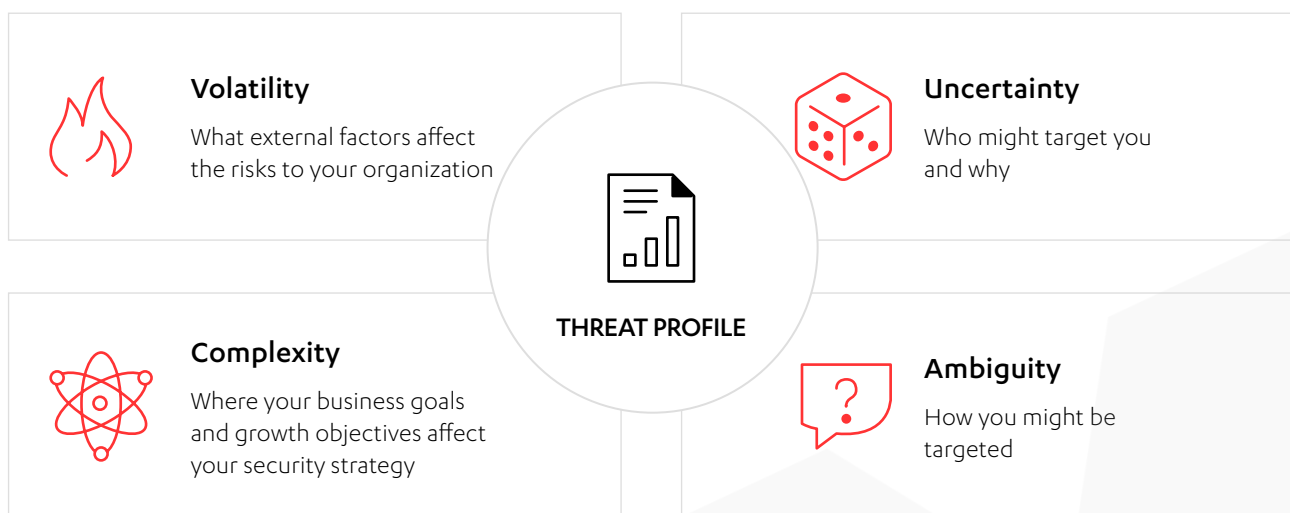 Volatility
What external factors affect
the risks to your organization
Uncertainty
Who might target you
and why
THREAT PROFILE
Complexity
Where your business goals
and growth objectives affect
your security strategy
?
Ambiguity
How you might be
targeted